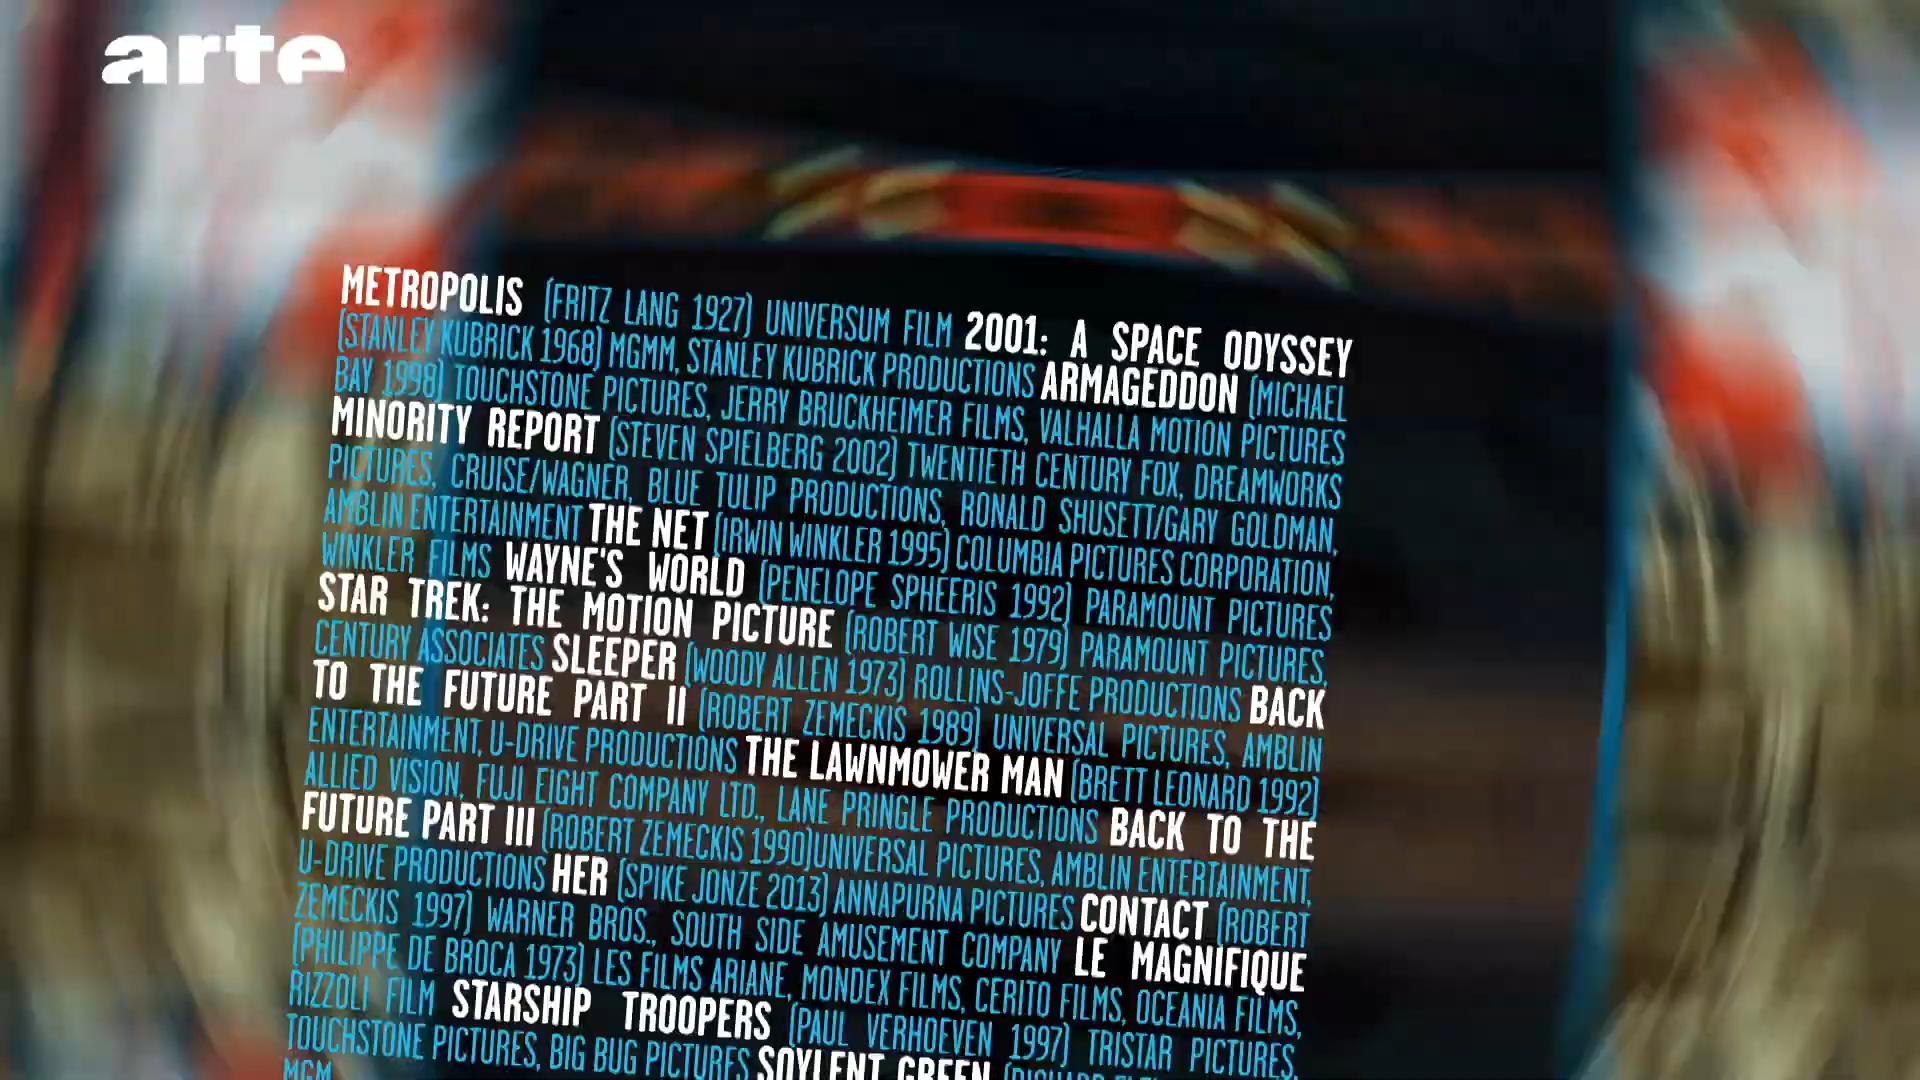 arte
METROPOLIS (FRITZ LANG 1927) UNIVERSUM FILM 2001: A SPACE ODYSSEY
(STANLEY KUBRICK 1968) MGMM, STANLEY KUBRICK PRODUCTIONS ARMAGEDDON (MICHAEL
BAY 1998) TOUCHSTONE PICTURES, JERRY BRUCKHEIMER FILMS, VALHALLA MOTION PICTURES
MINORITY REPORT (STEVEN SPIELBERG 2002) TWENTIETH CENTURY FOX, DREAMWORKS
PICTURES, CRUISE/WAGNER, BLUE TULIP PRODUCTIONS, RONALD SHUSETT/GARY GOLDMAN,
AMBLIN ENTERTAINMENT THE NET (IRWIN WINKLER 1995) COLUMBIA PICTURES CORPORATION,
WINKLER FILMS WAYNE'S WORLD (PENELOPE SPHEERIS 1992) PARAMOUNT PICTURES
STAR TREK: THE MOTION PICTURE (ROBERT WISE 1979) PARAMOUNT PICTURES,
CENTURY ASSOCIATES SLEEPER (WOODY ALLEN 1973) ROLLINS-JOFFE PRODUCTIONS BACK
TO THE FUTURE PART II (ROBERT ZEMECKIS 1989) UNIVERSAL PICTURES, AMBLIN
ENTERTAINMENT, U-DRIVE PRODUCTIONS THE LAWNMOWER MAN (BRETT LEONARD 1992)
ALLIED VISION, FUJI EIGHT COMPANY LTD., LANE PRINGLE PRODUCTIONS BACK TO THE
FUTURE PART III (ROBERT ZEMECKIS 1990)UNIVERSAL PICTURES, AMBLIN ENTERTAINMENT,
U-DRIVE PRODUCTIONS HER (SPIKE JONZE 2013) ANNAPURNA PICTURES CONTACT (ROBERT
ZEMECKIS 1997) WARNER BROS., SOUTH SIDE AMUSEMENT COMPANY LE MAGNIFIQUE
(PHILIPPE DE BROCA 1973) LES FILMS ARIANE, MONDEX FILMS, CERITO FILMS, OCEANIA FILMS,
RIZZOLI FILM STARSHIP TROOPERS (PAUL VERHOEVEN 1997) TRISTAR PICTURES,
TOUCHSTONE PICTURES, BIG BUG PICTURES SOYLENT GREEN
MGM